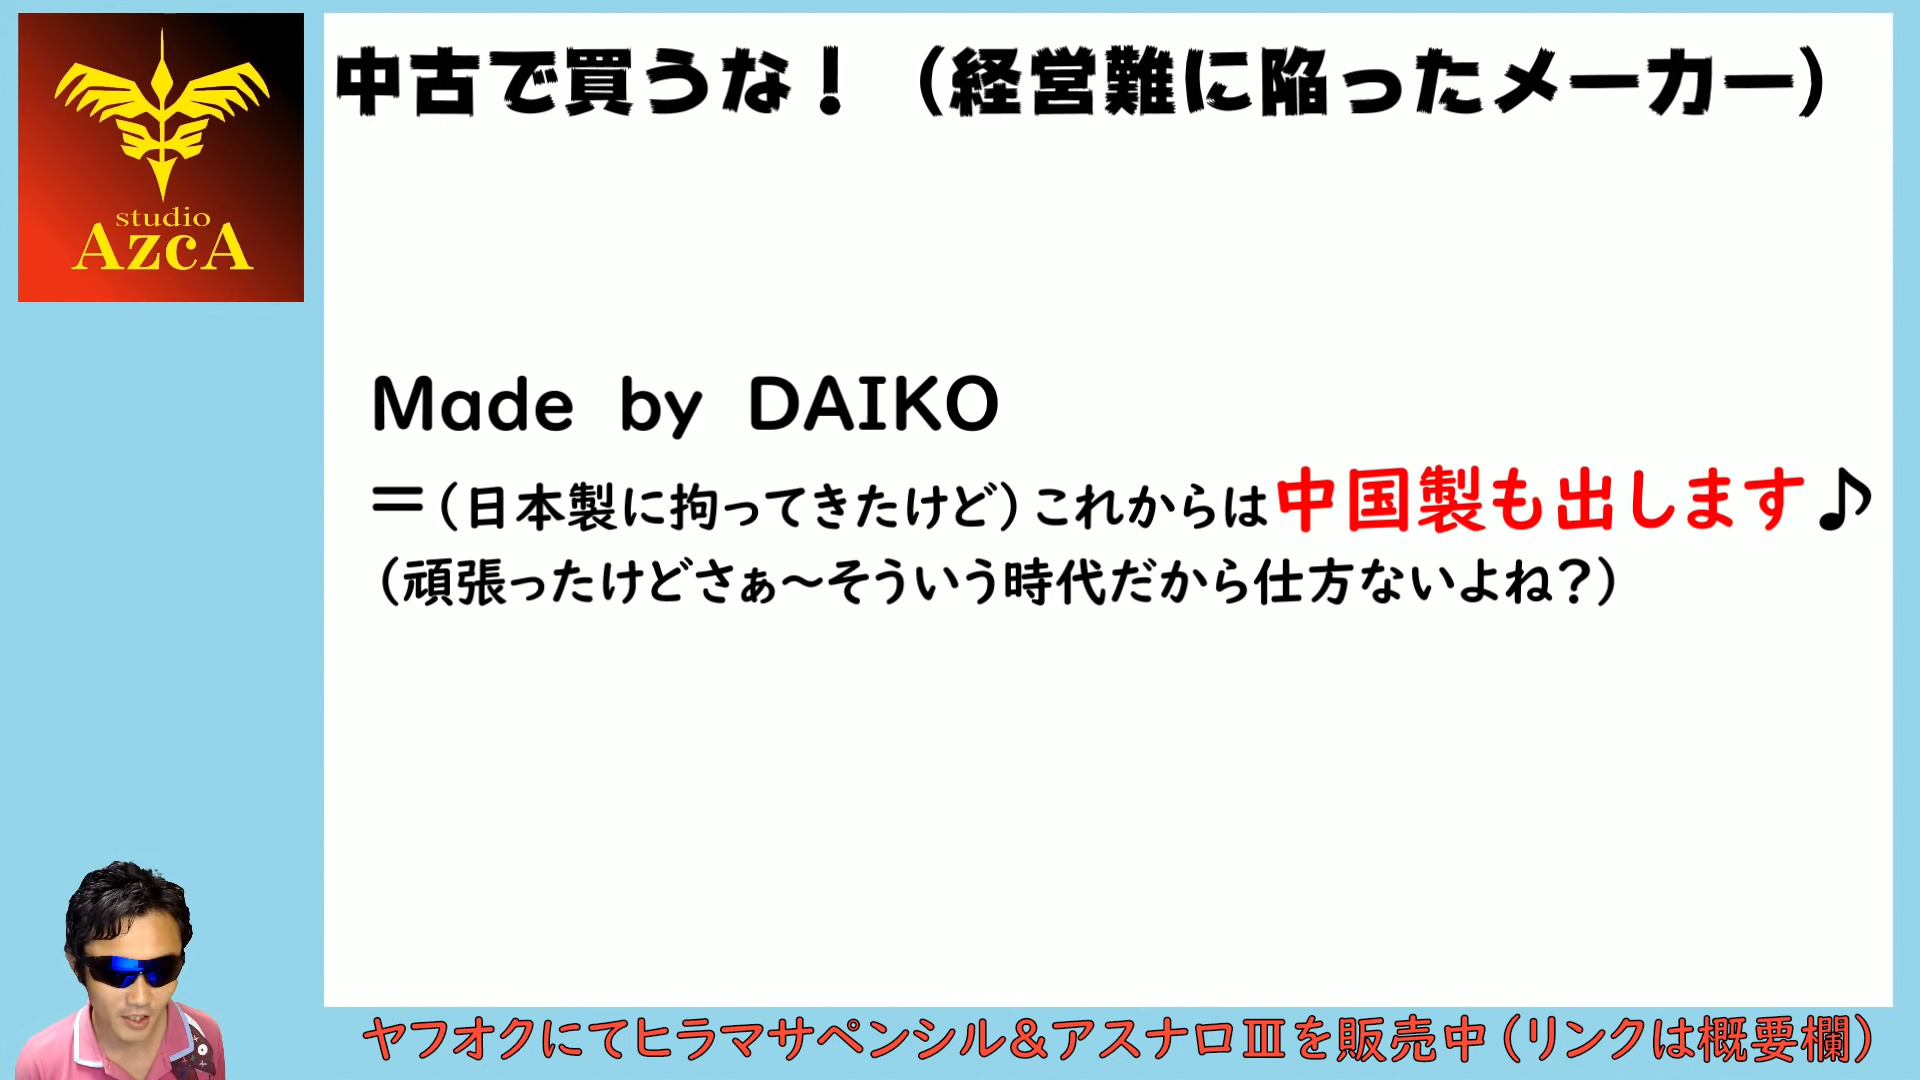 studio
AzcA
中古で買うな！（経営難に陥ったメーカー）
Made by DAIKO
＝（日本製に拘ってきたけど）これからは中国製も出します♪
（頑張ったけどさぁ～そういう時代だから仕方ないよね？）
ヤフオクにてヒラマサペンシル＆アスナロⅢを販売中（リンクは概要欄）